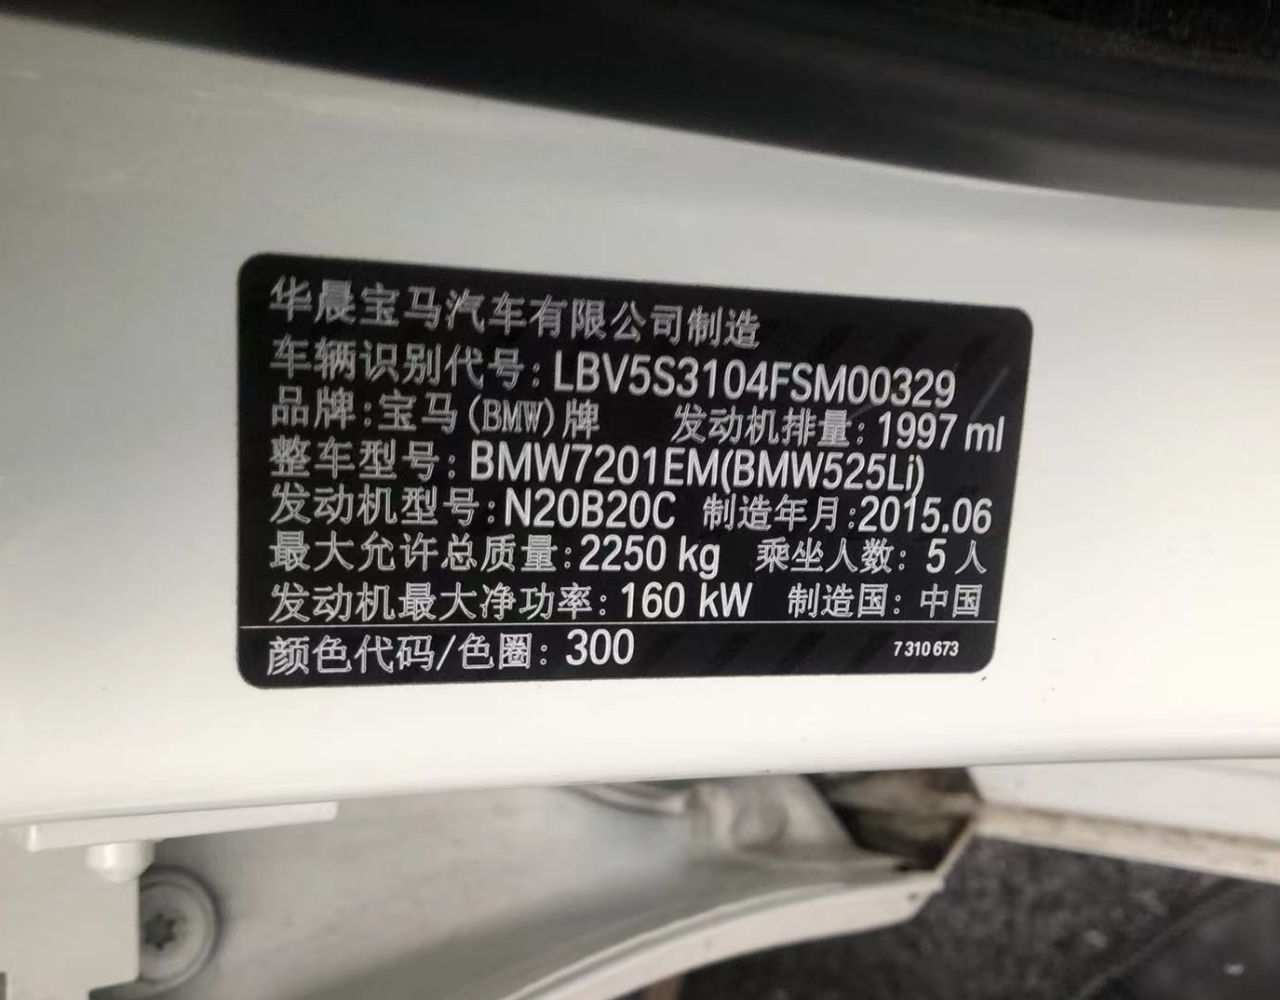 华晨宝马汽车有限公司制造
车辆识别代号: LBV5S3104FSM00329
品牌:宝马(BMW)牌 发动机排量: 1997 ml
整车型号: BMW7201EM(BMW525Li)
发动机型号: N20B20C 制造年月:2015.06
最大允许总质量: 2250 kg 乘坐人数: 5 人
发动机最大净功率: 160 kW 制造国: 中国
颜色代码/色圈: 300 7 310 673